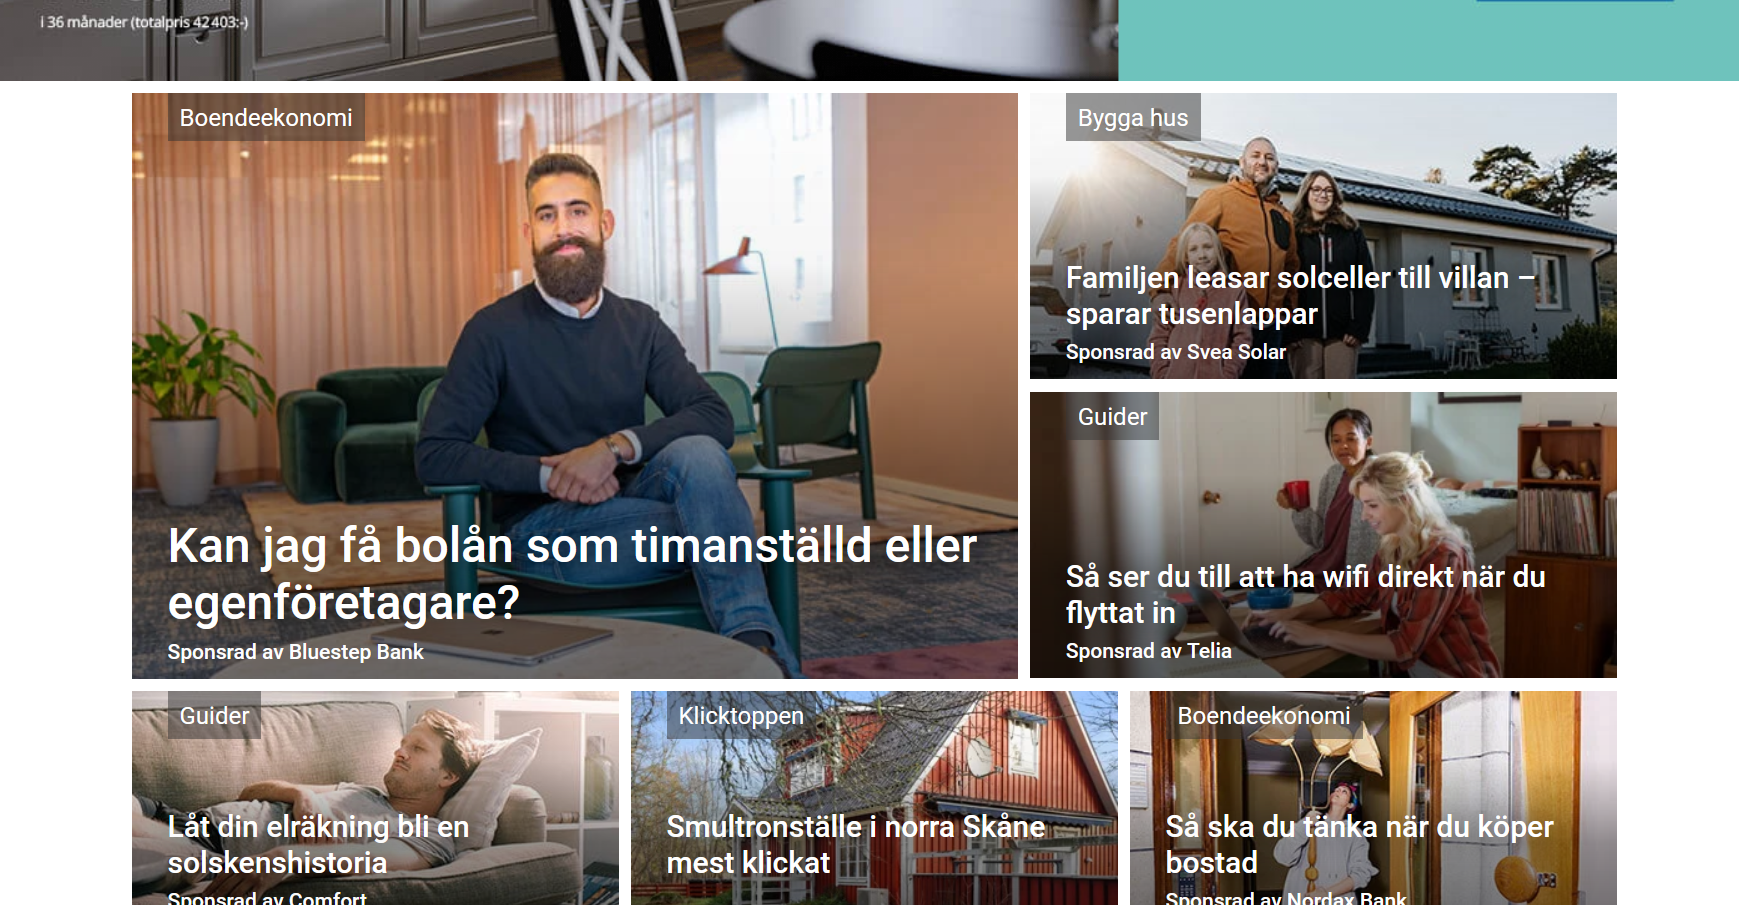 i 36 månader (totalpris 42 403:-)
Boendeekonomi
Kan jag få bolån som timanställd eller
egenföretagare?
Sponsrad av Bluestep Bank
Bygga hus
Familjen leasar solceller till villan –
sparar tusenlappar
Sponsrad av Svea Solar
Guider
Så ser du till att ha wifi direkt när du
flyttat in
Sponsrad av Telia
Guider
Låt din elräkning bli en
solskenshistoria
Sponsrad av Comfort
Klicktoppen
Smultronställe i norra Skåne
mest klickat
Boendeekonomi
Så ska du tänka när du köper
bostad
Sponsrad av Nordax Bank